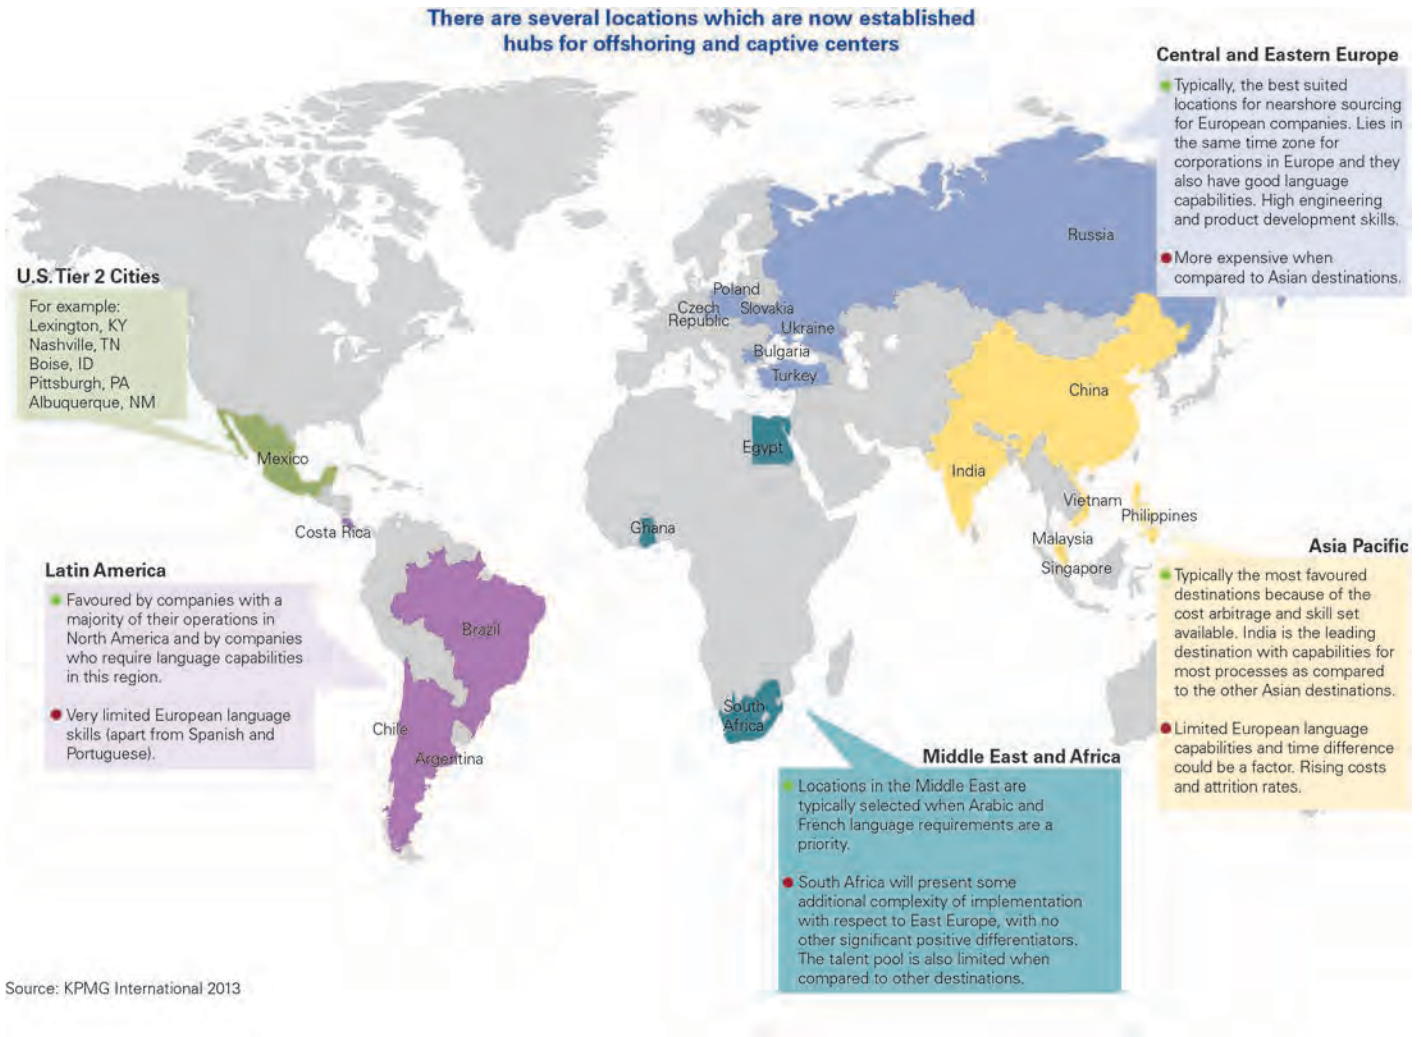 There are several locations which are now established
hubs for offshoring and captive centers
Central and Eastern Europe
Typically, the best suited
locations for nearshore sourcing
for European companies. Lies in
the same time zone for
corporations in Europe and they
also have good language
capabilities. High engineering
and product development skills.
More expensive when
compared to Asian destinations.
U.S. Tier 2 Cities
For example:
Lexington, KY
Nashville, TN
Boise, ID
Pittsburgh, PA
Albuquerque, NM
Russia
Poland
Czech
Republic
Slovakia
Ukraine
Bulgaria
Turkey
China
Mexico
Egypt
India
Costa Rica
Ghana
Vietnam
Philippines
Malaysia
Singapore
Latin America
Favoured by companies with a
majority of their operations in
North America and by companies
who require language capabilities
in this region.
Very limited European language
skills (apart from Spanish and
Portuguese).
Brazil
Chile
Argentina
South
Africa
Asia Pacific
Typically the most favoured
destinations because of the
cost arbitrage and skill set
available. India is the leading
destination with capabilities for
most processes as compared
to the other Asian destinations.
Limited European language
capabilities and time difference
could be a factor. Rising costs
and attrition rates.
Middle East and Africa
Locations in the Middle East are
typically selected when Arabic and
French language requirements are a
priority.
South Africa will present some
additional complexity of implementation
with respect to East Europe, with no
other significant positive differentiators.
The talent pool is also limited when
compared to other destinations.
Source: KPMG International 2013